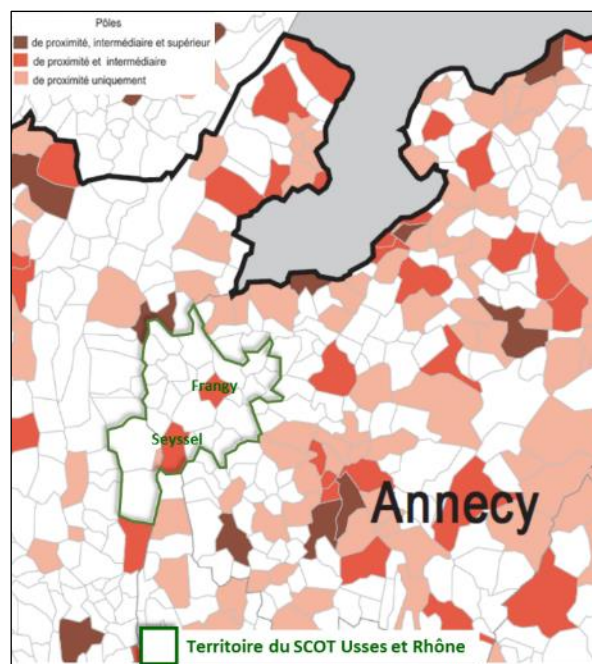 Pôles
de proximité, intermédiaire et supérieur
de proximité et intermédiaire
de proximité uniquement
Frangy
Seyssel
Annecy
Territoire du SCOT Usses et Rhône